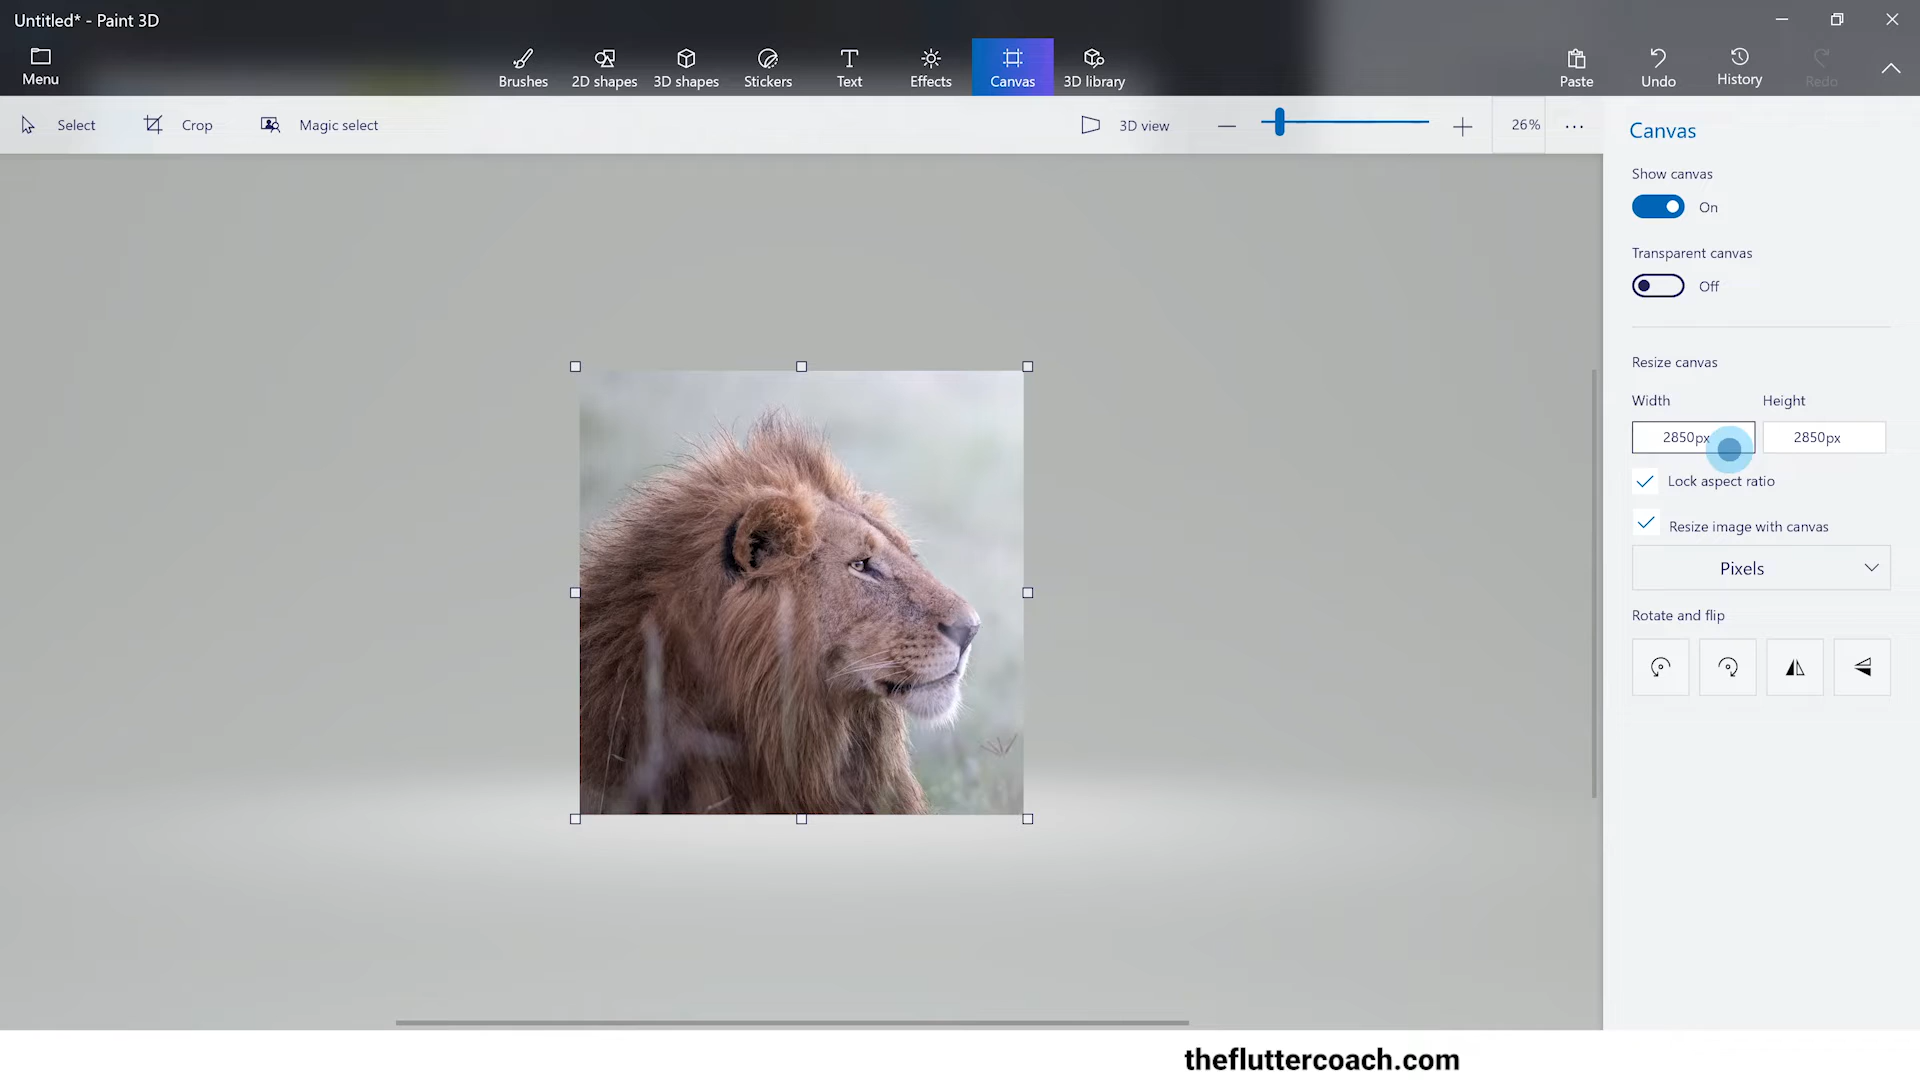 Untitled* - Paint 3D
Menu
Brushes
2D shapes
3D shapes
Stickers
Text
Effects
Canvas
3D library
Paste
Undo
History
Redo
Select
Crop
Magic select
3D view
26%
Canvas
Show canvas
On
Transparent canvas
Off
Resize canvas
Width
Height
2850px
2850px
Lock aspect ratio
Resize image with canvas
Pixels
Rotate and flip
thefluttercoach.com